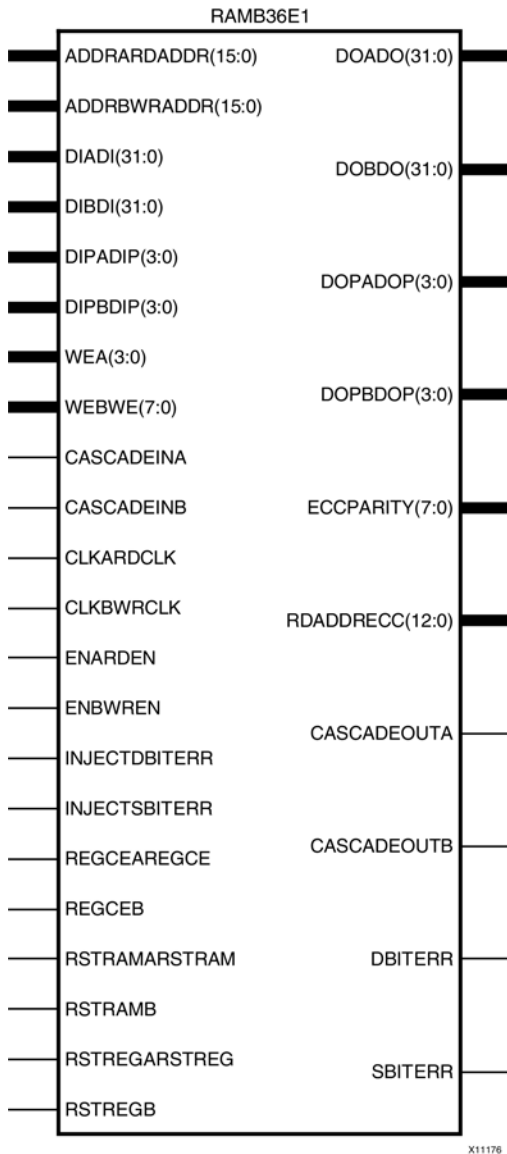 RAMB36E1
ADDRARDADDR(15:0)
ADDRBWRADDR(15:0)
DIADI(31:0)
DIBDI(31:0)
DIPADIP(3:0)
DIPBDIP(3:0)
WEA(3:0)
WEBWE(7:0)
CASCADEINA
CASCADEINB
CLKARDCLK
CLKBWRCLK
ENARDEN
ENBWREN
INJECTDBITERR
INJECTSBITERR
REGCEAREGCE
REGCEB
RSTRAMARSTRAM
RSTRAMB
RSTREGARSTREG
RSTREGB
DOADO(31:0)
DOBDO(31:0)
DOPADOP(3:0)
DOPBDOP(3:0)
ECCPARITY(7:0)
RDADDRECC(12:0)
CASCADEOUTA
CASCADEOUTB
DBITERR
SBITERR
X11176